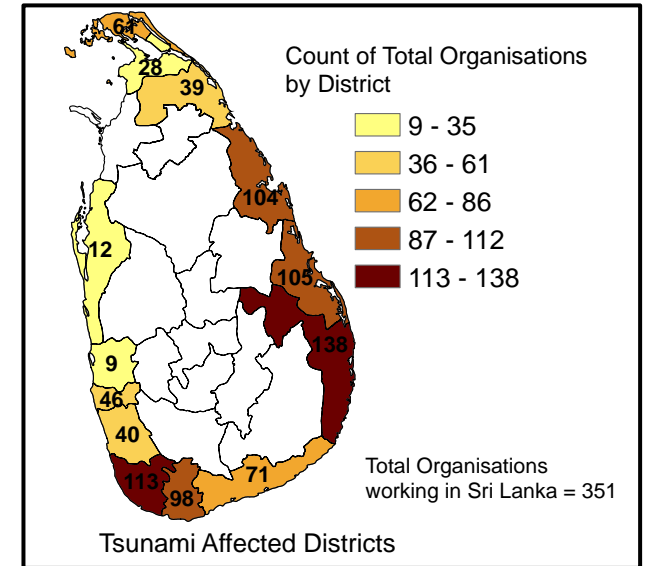 61
28
39
Count of Total Organisations
by District
9 - 35
36 - 61
62 - 86
87 - 112
113 - 138
104
12
105
138
9
46
40
113
98
71
Total Organisations
working in Sri Lanka = 351
Tsunami Affected Districts